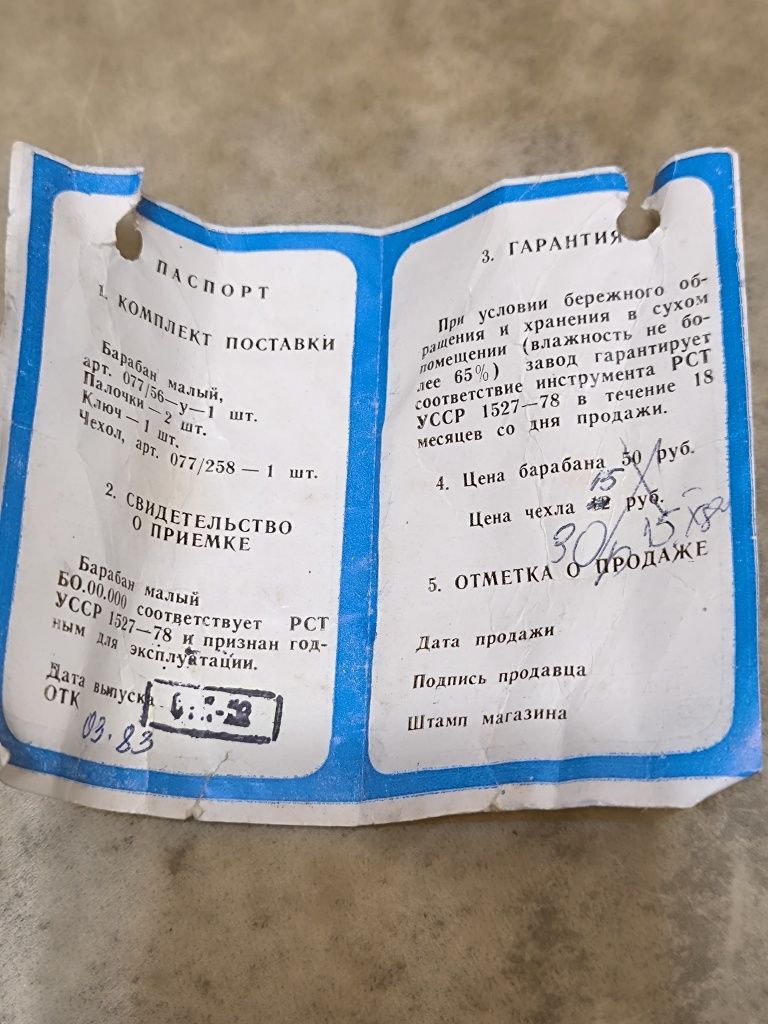 ПАСПОРТ
1. КОМПЛЕКТ ПОСТАВКИ
Барабан малый,
арт. 077/56—у—1 шт.
Палочки — 2 шт.
Ключ — 1 шт.
Чехол, арт. 077/258 — 1 шт.
2. СВИДЕТЕЛЬСТВО
О ПРИЕМКЕ
Барабан малый
БО.00.000 соответствует РСТ
УССР 1527—78 и признан год-
ным для эксплуатации.
Дата выпуска
ОТК
03.83
3. ГАРАНТИЯ
При условии бережного об-
ращения и хранения в сухом
помещении (влажность не бо-
лее 65%) завод гарантирует
соответствие инструмента РСТ
УССР 1527—78 в течение 18
месяцев со дня продажи.
4. Цена барабана 50 руб.
15
Цена чехла 12 руб.
30 15
5. ОТМЕТКА О ПРОДАЖЕ
Дата продажи
Подпись продавца
Штамп магазина